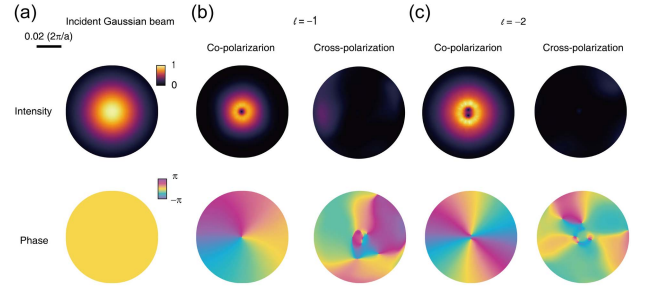 (a)
Incident Gaussian beam
0.02 (2π/a)
1
0
Intensity
Phase
π
−π
(b)
ℓ = −1
Co-polarizarion
Cross-polarization
(c)
ℓ = −2
Co-polarizarion
Cross-polarization